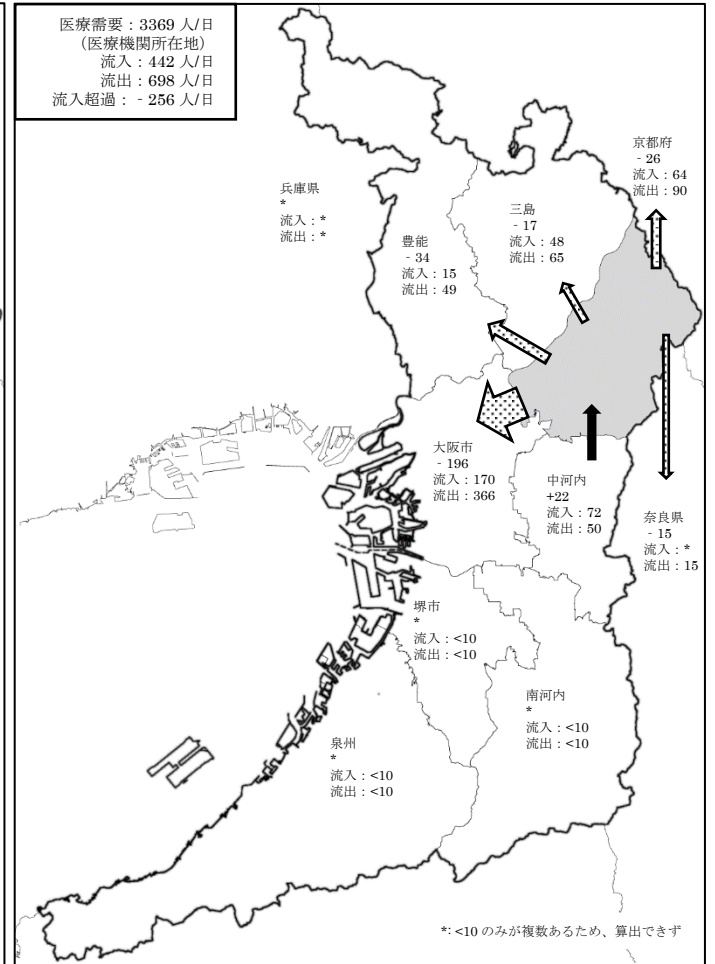 医療需要：3369 人/日
（医療機関所在地）
流入：442 人/日
流出：698 人/日
流入超過：‐256 人/日
京都府
‐26
流入：64
流出：90
兵庫県
*
流入：*
流出：*
三島
‐17
流入：48
流出：65
豊能
‐34
流入：15
流出：49
大阪市
‐196
流入：170
流出：366
中河内
+22
流入：72
流出：50
奈良県
‐15
流入：*
流出：15
堺市
*
流入：<10
流出：<10
南河内
*
流入：<10
流出：<10
泉州
*
流入：<10
流出：<10
*: <10 のみが複数あるため、算出できず